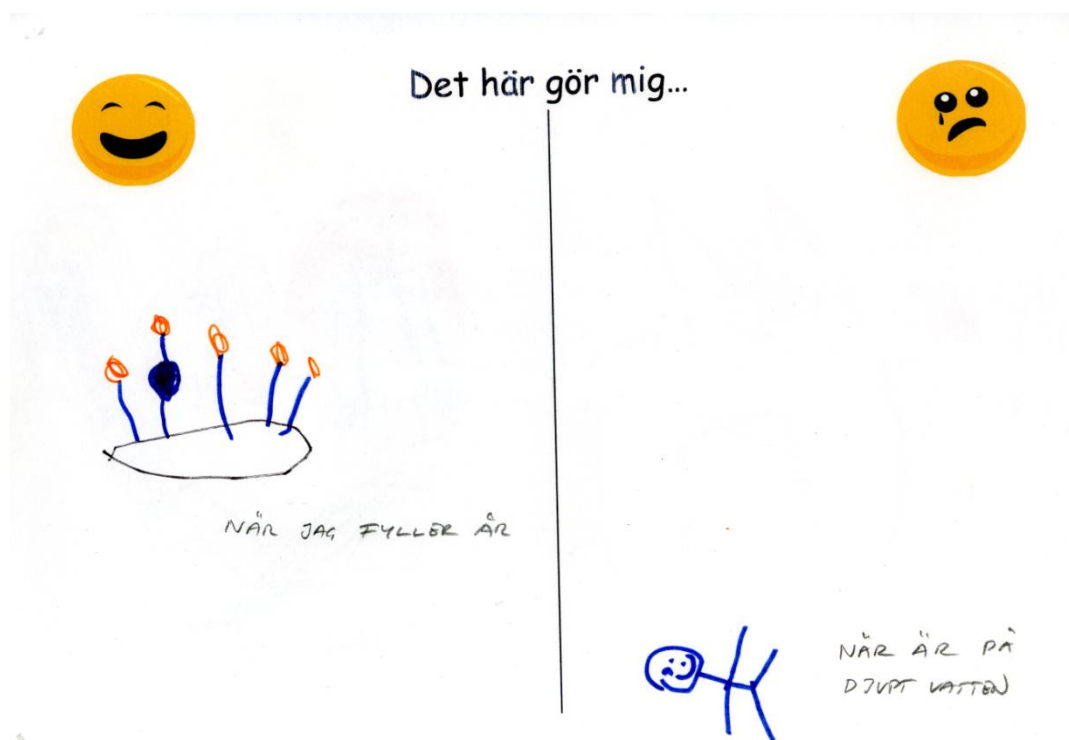 Det här gör mig...
NÄR JAG FYLLER ÅR
NÄR ÄR PÅ
DJUPT VATTEN